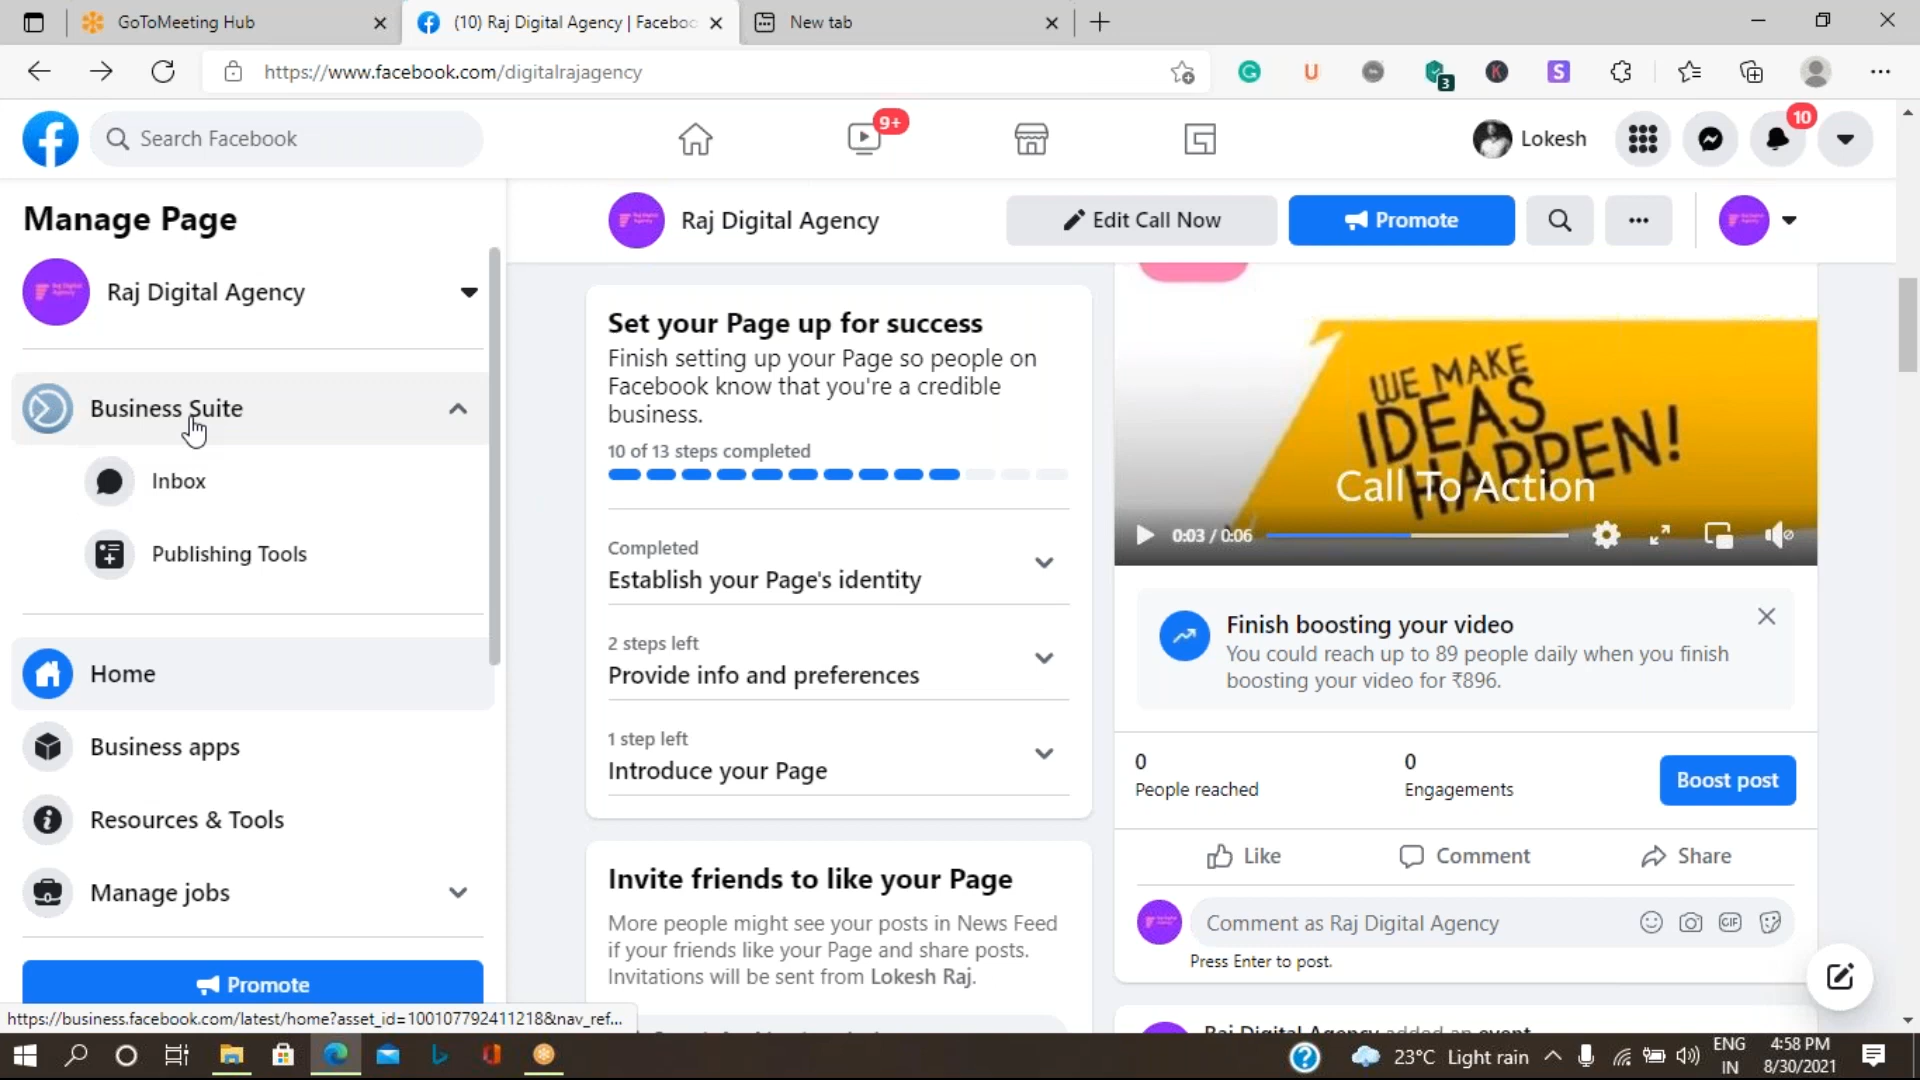 GoToMeeting Hub
(10) Raj Digital Agency | Faceboo
New tab
https://www.facebook.com/digitalrajagency
3
Search Facebook
9+
Lokesh
10
Manage Page
Raj Digital Agency
Edit Call Now
Promote
Raj Digital Agency
Business Suite
Inbox
Publishing Tools
Home
Business apps
Resources & Tools
Manage jobs
Promote
https://business.facebook.com/latest/home?asset_id=100107792411218&nav_ref...
Set your Page up for success
Finish setting up your Page so people on
Facebook know that you're a credible
business.
10 of 13 steps completed
Completed
Establish your Page's identity
2 steps left
Provide info and preferences
1 step left
Introduce your Page
Invite friends to like your Page
More people might see your posts in News Feed
if your friends like your Page and share posts.
Invitations will be sent from Lokesh Raj.
WE MAKE
IDEAS
HAPPEN!
Call To Action
0:03 / 0:06
Finish boosting your video
You could reach up to 89 people daily when you finish
boosting your video for ₹896.
0
People reached
0
Engagements
Boost post
Like
Comment
Share
Comment as Raj Digital Agency
GIF
Press Enter to post.
Raj Digital Agency added an event
23°C Light rain
ENG
IN
4:58 PM
8/30/2021